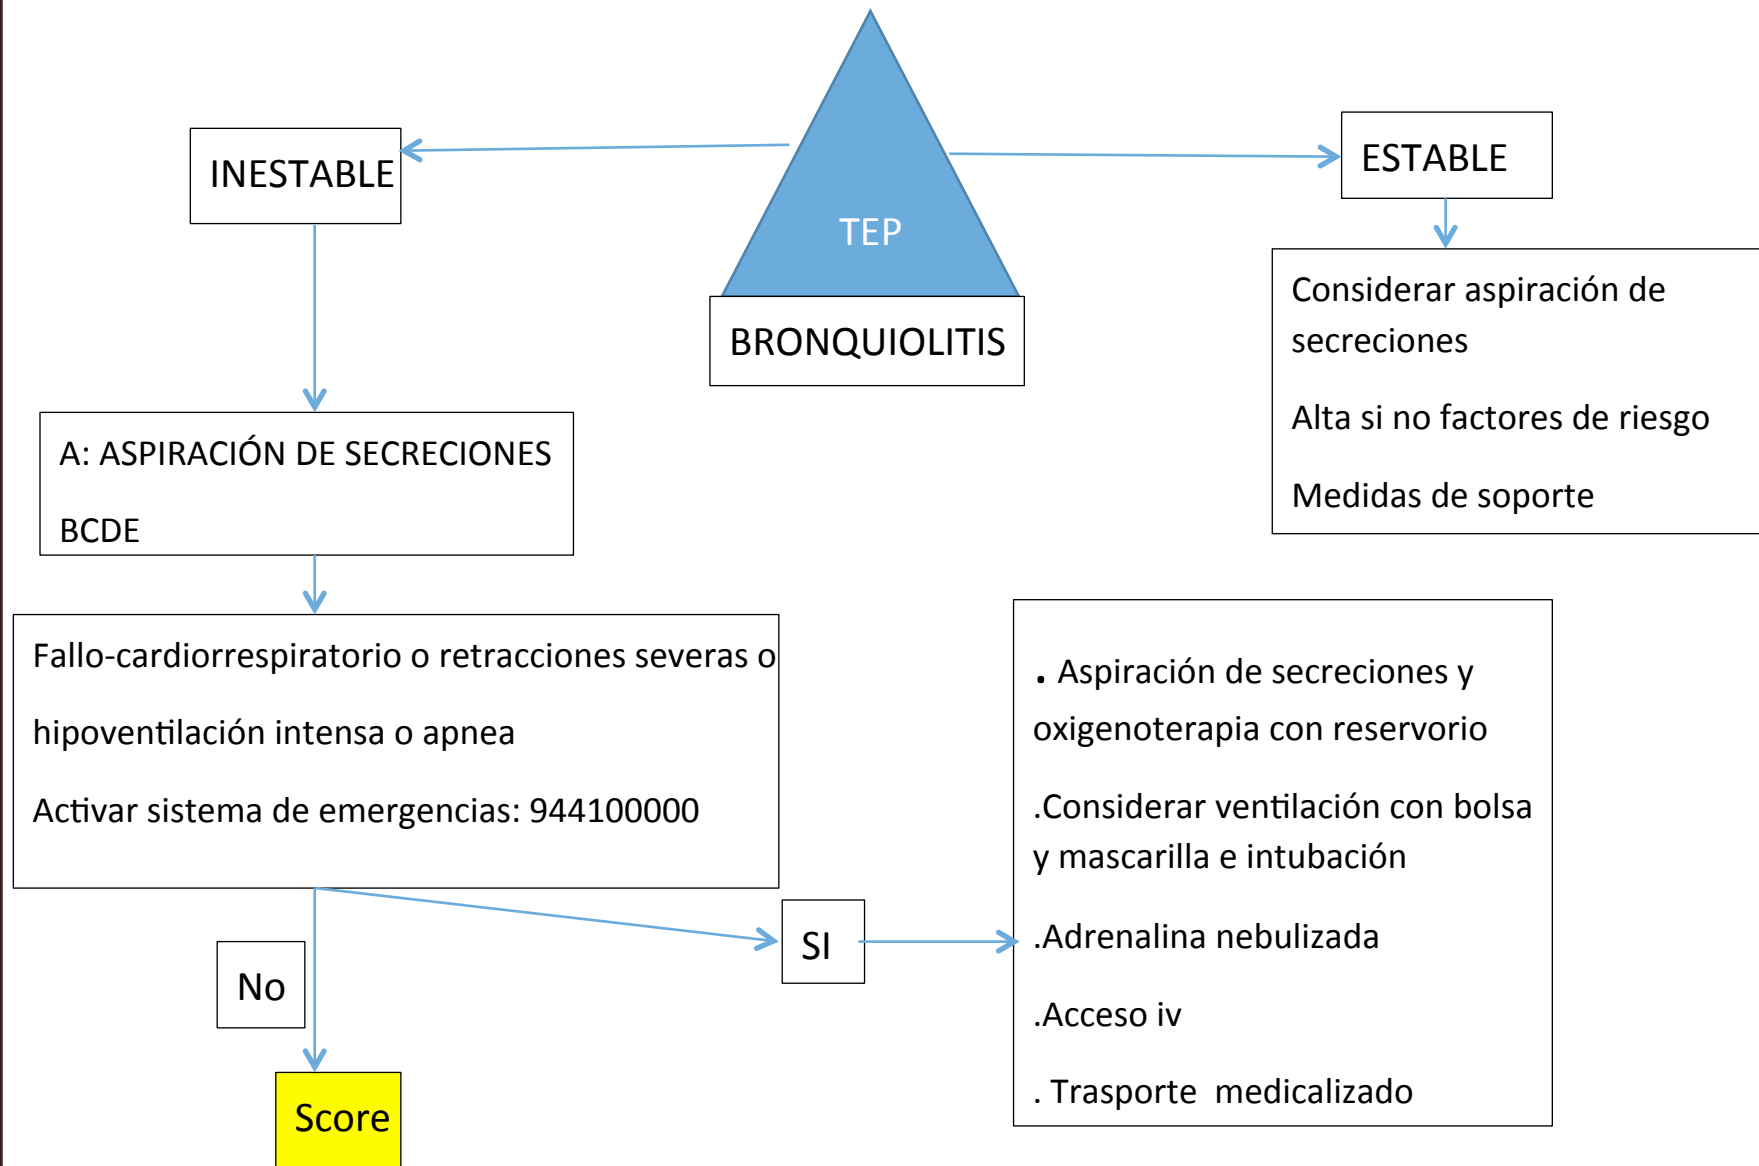 TEP
BRONQUIOLITIS
INESTABLE
ESTABLE
Considerar aspiración de
secreciones
Alta si no factores de riesgo
Medidas de soporte
A: ASPIRACIÓN DE SECRECIONES
BCDE
Fallo-cardiorrespiratorio o retracciones severas o
hipoventilación intensa o apnea
Activar sistema de emergencias: 944100000
No
SI
Score
. Aspiración de secreciones y
oxigenoterapia con reservorio
.Considerar ventilación con bolsa
y mascarilla e intubación
.Adrenalina nebulizada
.Acceso iv
. Trasporte medicalizado